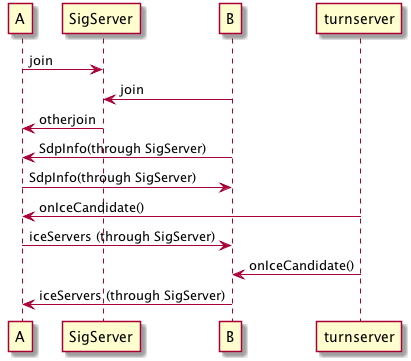 A SigServer B turnserver
join
join
otherjoin
SdpInfo(through SigServer)
SdpInfo(through SigServer)
onIceCandidate()
iceServers (through SigServer)
onIceCandidate()
iceServers (through SigServer)
A SigServer B turnserver